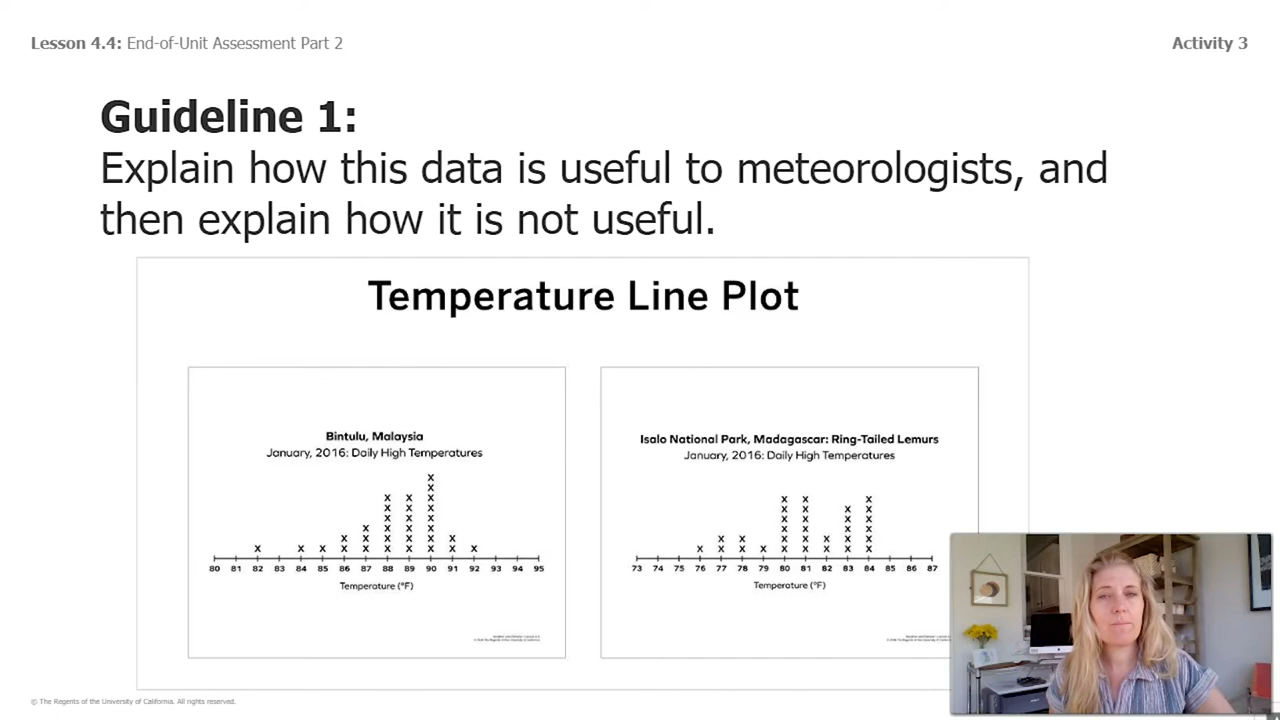 Lesson 4.4: End-of-Unit Assessment Part 2
Activity 3
Guideline 1:
Explain how this data is useful to meteorologists, and
then explain how it is not useful.
Temperature Line Plot
Bintulu, Malaysia
January, 2016: Daily High Temperatures
80 81 82 83 84 85 86 87 88 89 90 91 92 93 94 95
Temperature (°F)
Isalo National Park, Madagascar: Ring-Tailed Lemurs
January, 2016: Daily High Temperatures
73 74 75 76 77 78 79 80 81 82 83 84 85 86 87
Temperature (°F)
© The Regents of the University of California. All rights reserved.